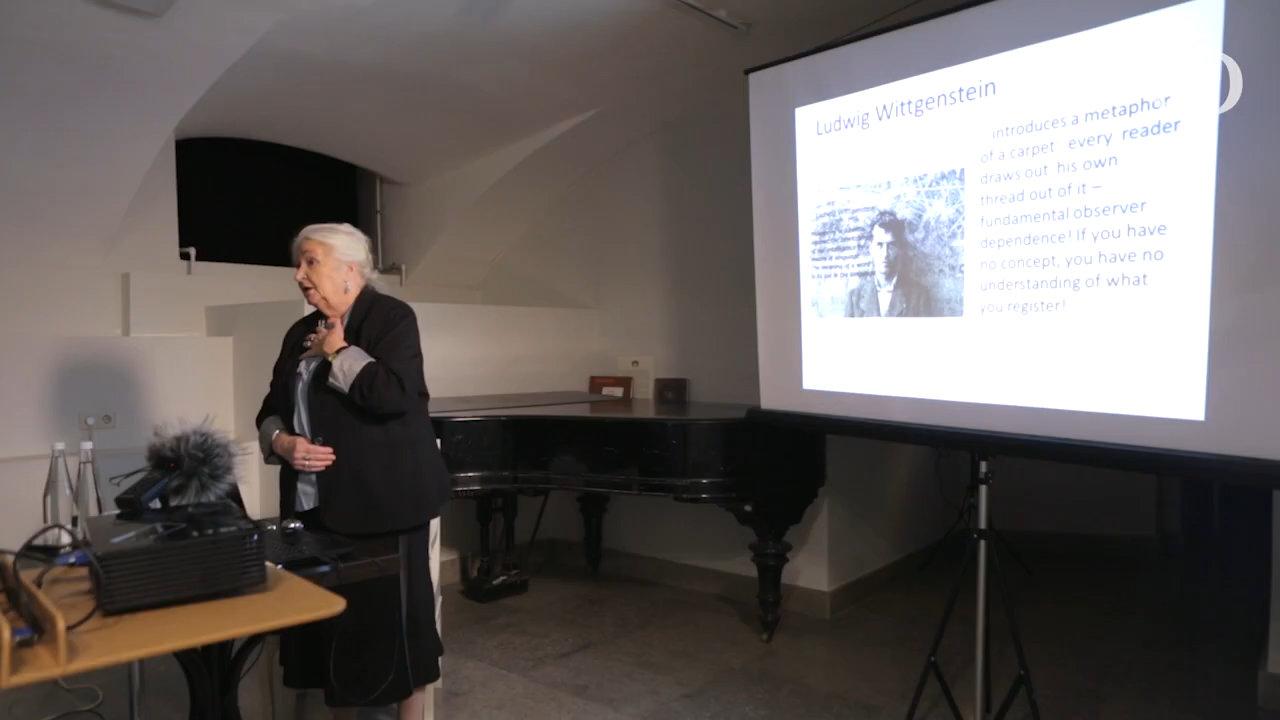 Ludwig Wittgenstein
introduces a metaphor
of a carpet: every reader
draws out his own
thread out of it –
fundamental observer
dependence! If you have
no concept, you have no
understanding of what
you register!